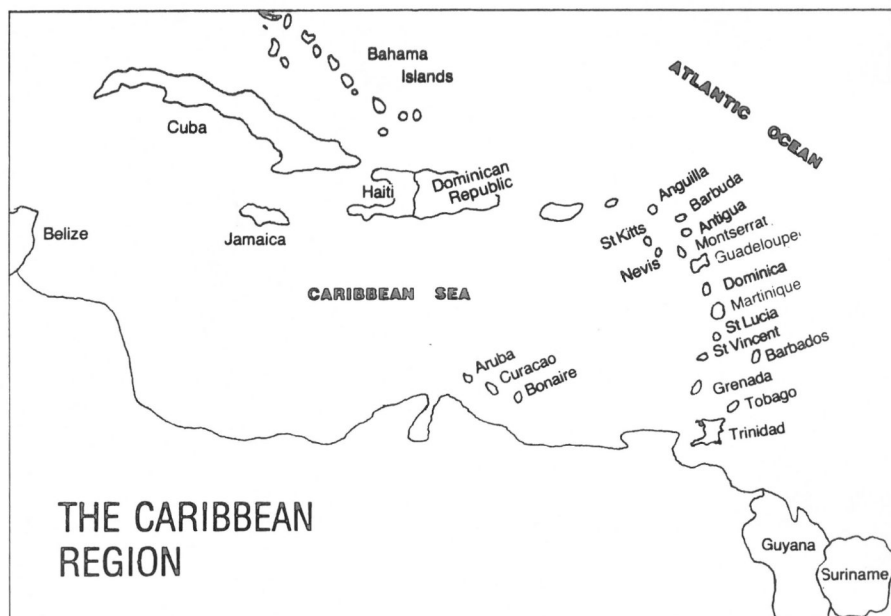 Bahama
Islands
ATLANTIC OCEAN
Cuba
Haiti
Dominican
Republic
Anguilla
Barbuda
Antigua
St Kitts
Montserrat
Nevis
Guadeloupe
Belize
Jamaica
Dominica
CARIBBEAN SEA
Martinique
St Lucia
St Vincent
Barbados
Aruba
Curacao
Bonaire
Grenada
Tobago
Trinidad
THE CARIBBEAN
REGION
Guyana
Suriname